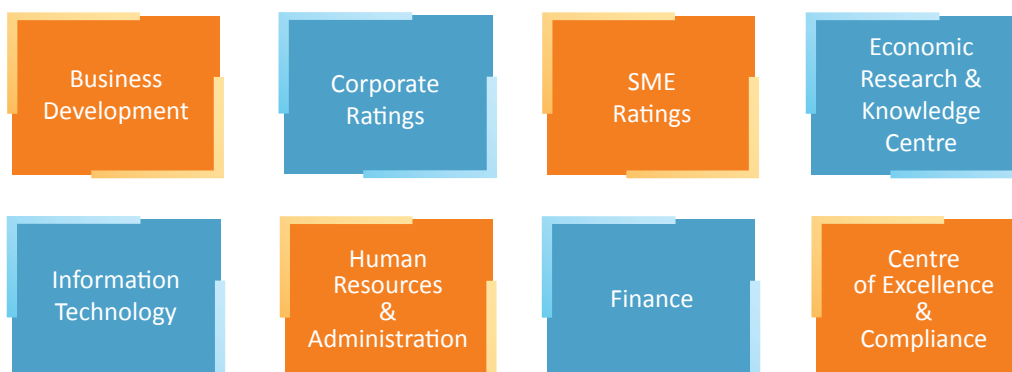 Business
Development
Corporate
Ratings
SME
Ratings
Economic
Research &
Knowledge
Centre
Information
Technology
Human
Resources
&
Administration
Finance
Centre
of Excellence
&
Compliance